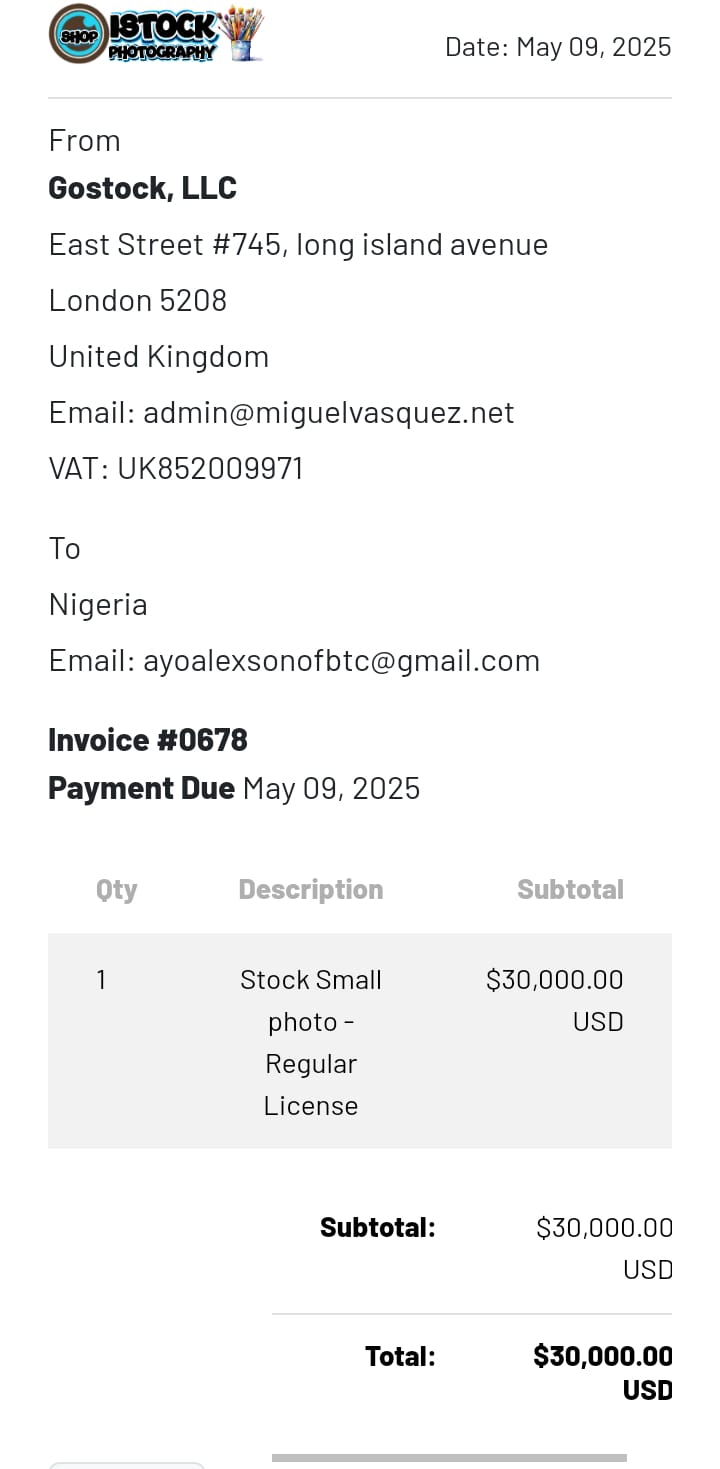 SHOP ISTOCK
PHOTOGRAPHY
Date: May 09, 2025
From
Gostock, LLC
East Street #745, long island avenue
London 5208
United Kingdom
Email: admin@miguelvasquez.net
VAT: UK852009971
To
Nigeria
Email: ayoalexsonofbtc@gmail.com
Invoice #0678
Payment Due May 09, 2025
Qty Description Subtotal
1 Stock Small $30,000.00
photo - USD
Regular
License
Subtotal: $30,000.00
USD
Total: $30,000.00
USD